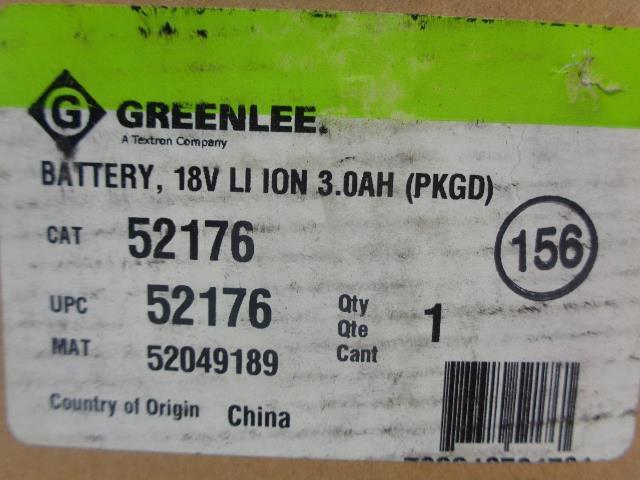 G GREENLEE.
A Textron Company
BATTERY, 18V LI ION 3.0AH (PKGD)
CAT 52176
156
UPC 52176
Qty
Qte 1
Cant
MAT 52049189
Country of Origin China